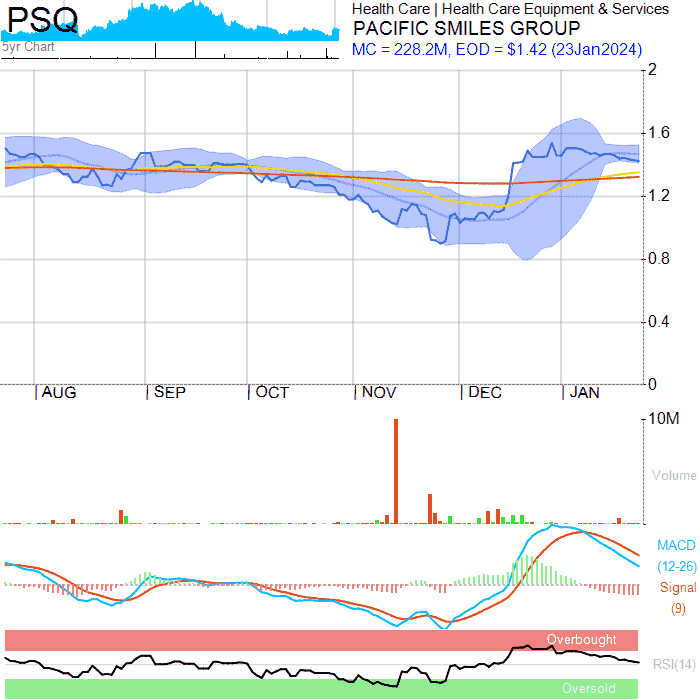 PSQ
5yr Chart
Health Care | Health Care Equipment & Services
PACIFIC SMILES GROUP
MC = 228.2M, EOD = $1.42 (23Jan2024)
2
1.6
1.2
0.8
0.4
0
AUG SEP OCT NOV DEC JAN
10M
Volume
MACD
(12-26)
Signal
(9)
Overbought
RSI(14)
Oversold